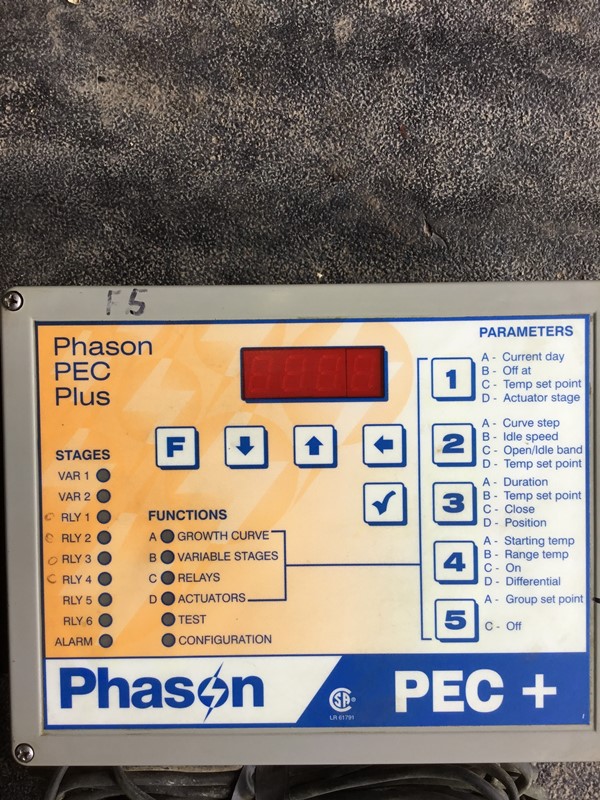 F5
Phason
PEC
Plus
STAGES
VAR 1
VAR 2
RLY 1
RLY 2
RLY 3
RLY 4
RLY 5
RLY 6
ALARM
F
FUNCTIONS
A GROWTH CURVE
B VARIABLE STAGES
C RELAYS
D ACTUATORS
TEST
CONFIGURATION
PARAMETERS
1
A - Current day
B - Off at
C - Temp set point
D - Actuator stage
2
A - Curve step
B - Idle speed
C - Open/Idle band
D - Temp set point
3
A - Duration
B - Temp set point
C - Close
D - Position
4
A - Starting temp
B - Range temp
C - On
D - Differential
5
A - Group set point
C - Off
Phason
SA
LR 61791
PEC +